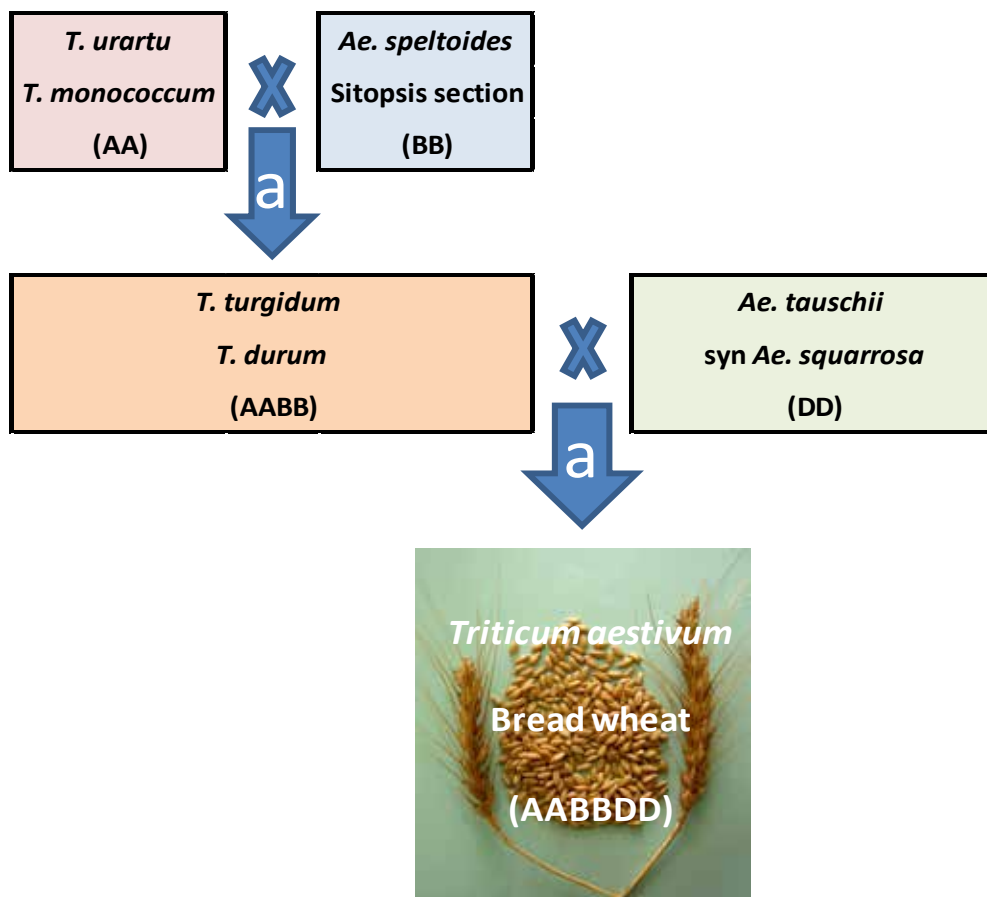 T. urartu
T. monococcum
(AA)
Ae. speltoides
Sitopsis section
(BB)
a
T. turgidum
T. durum
(AABB)
Ae. tauschii
syn Ae. squarrosa
(DD)
a
Triticum aestivum
Bread wheat
(AABBDD)